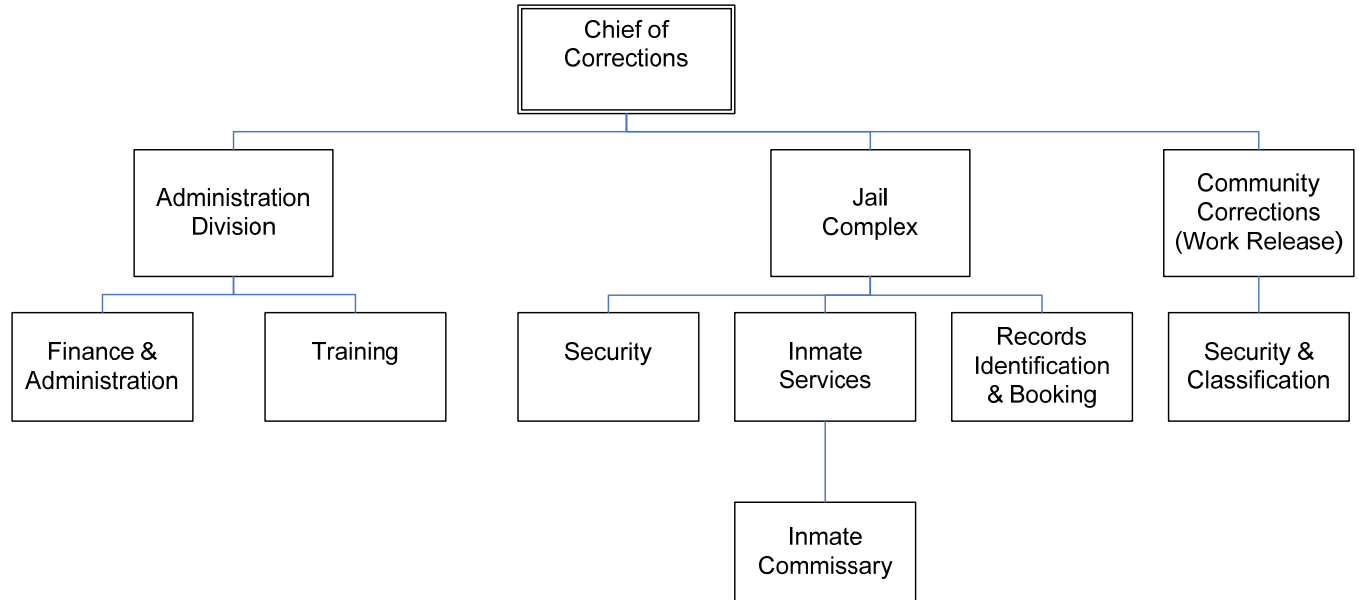 Chief of
Corrections
Administration
Division
Jail
Complex
Community
Corrections
(Work Release)
Finance &
Administration
Training
Security
Inmate
Services
Records
Identification
& Booking
Security &
Classification
Inmate
Commissary